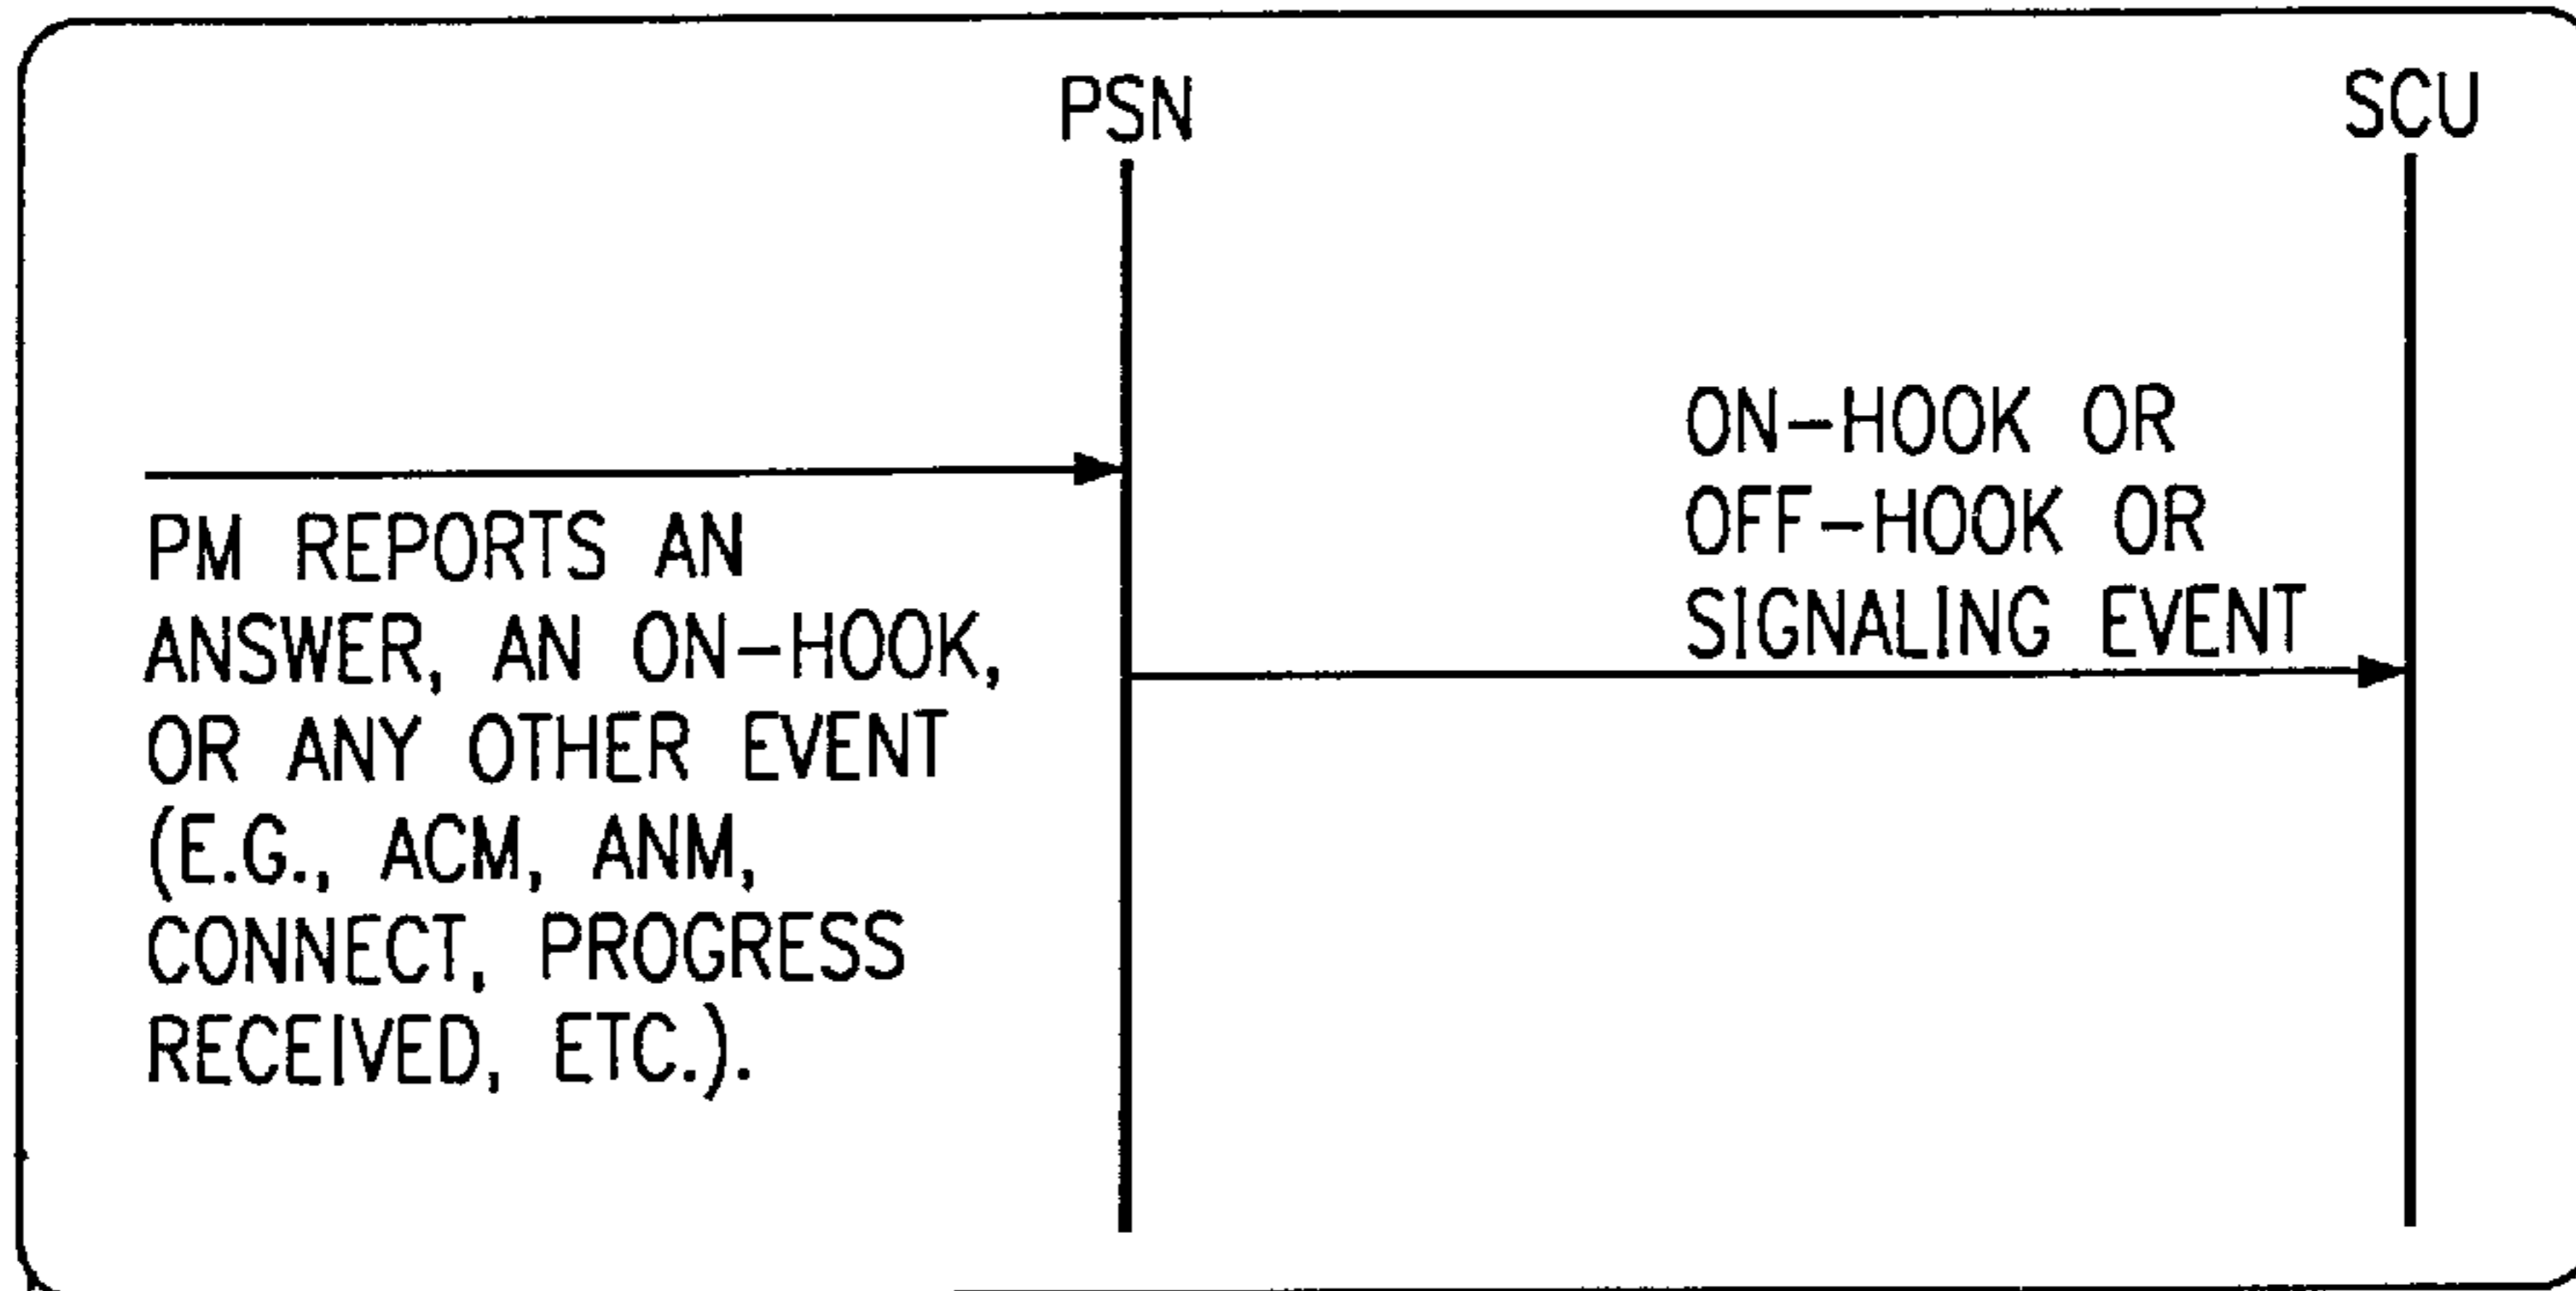 PSN
SCU
ON-HOOK OR
OFF-HOOK OR
SIGNALING EVENT
PM REPORTS AN
ANSWER, AN ON-HOOK,
OR ANY OTHER EVENT
(E.G., ACM, ANM,
CONNECT, PROGRESS
RECEIVED, ETC.).